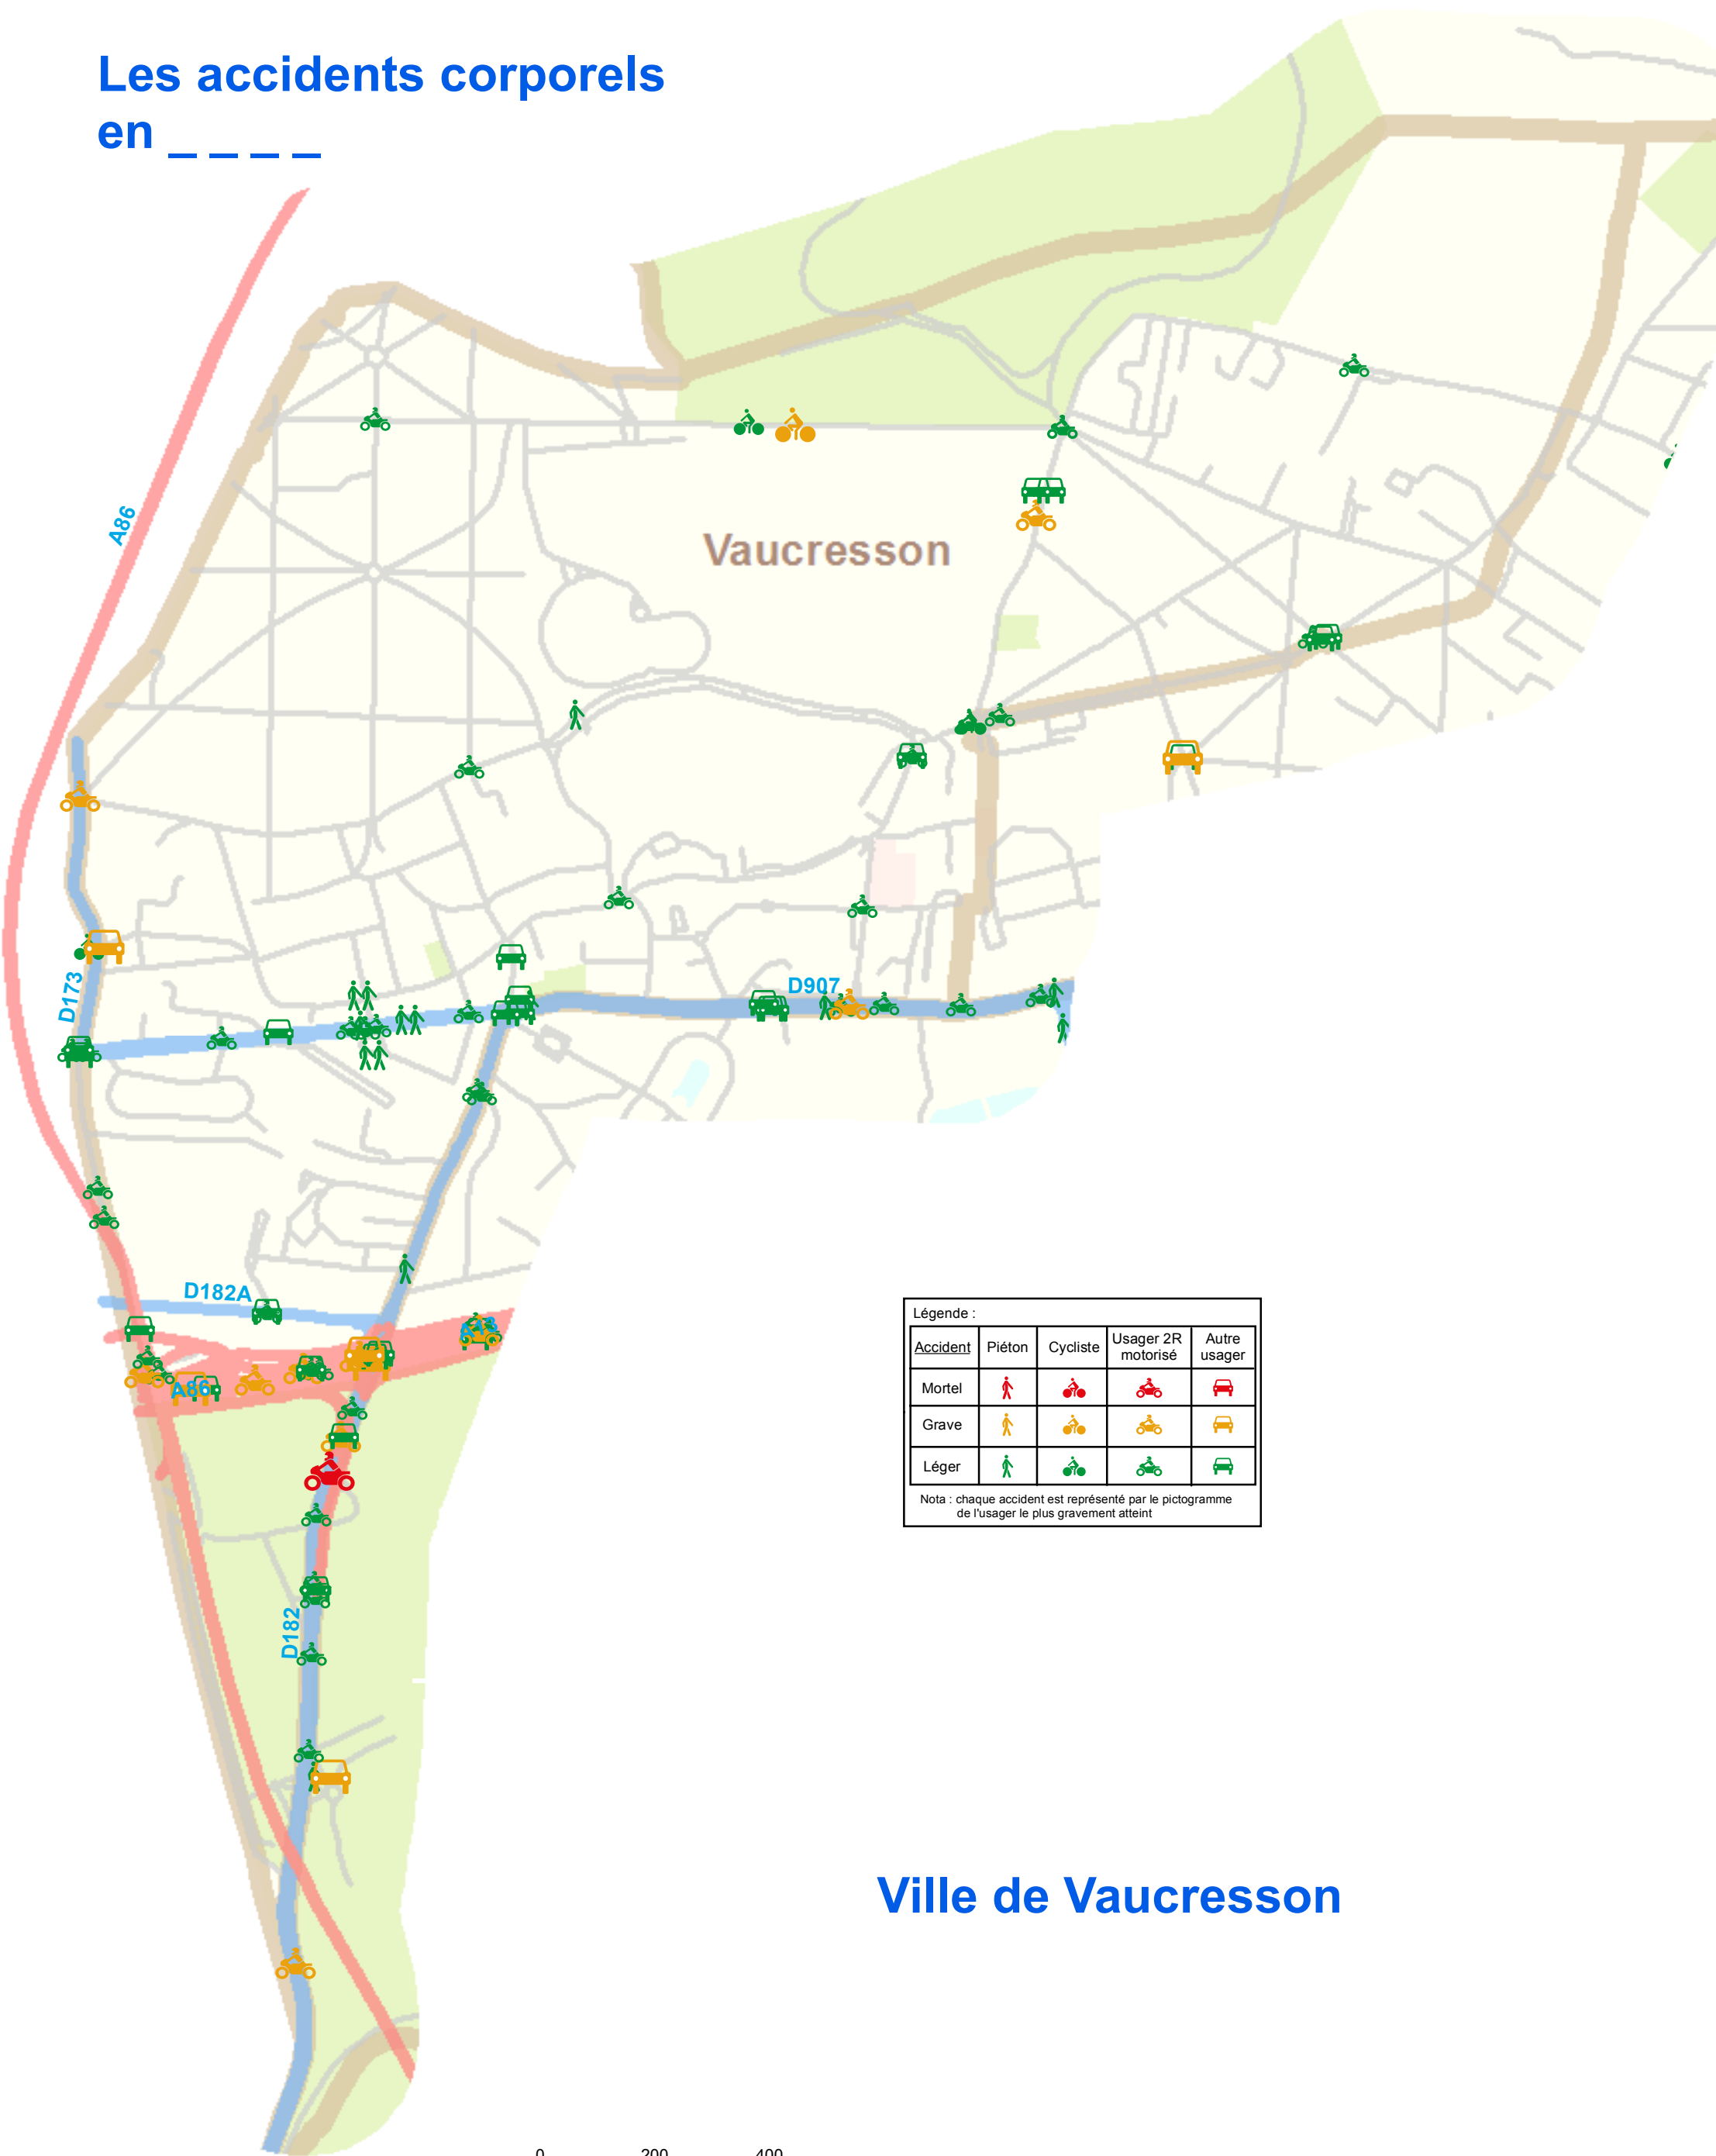 Les accidents corporels
en _ _ _ _
A86
Vaucresson
D173
D907
D182A
A13
A86
Légende :
Accident Piéton Cycliste Usager 2R motorisé Autre usager
Mortel
Grave
Léger
Nota : chaque accident est représenté par le pictogramme
de l'usager le plus gravement atteint
D182
Ville de Vaucresson
0 200 400